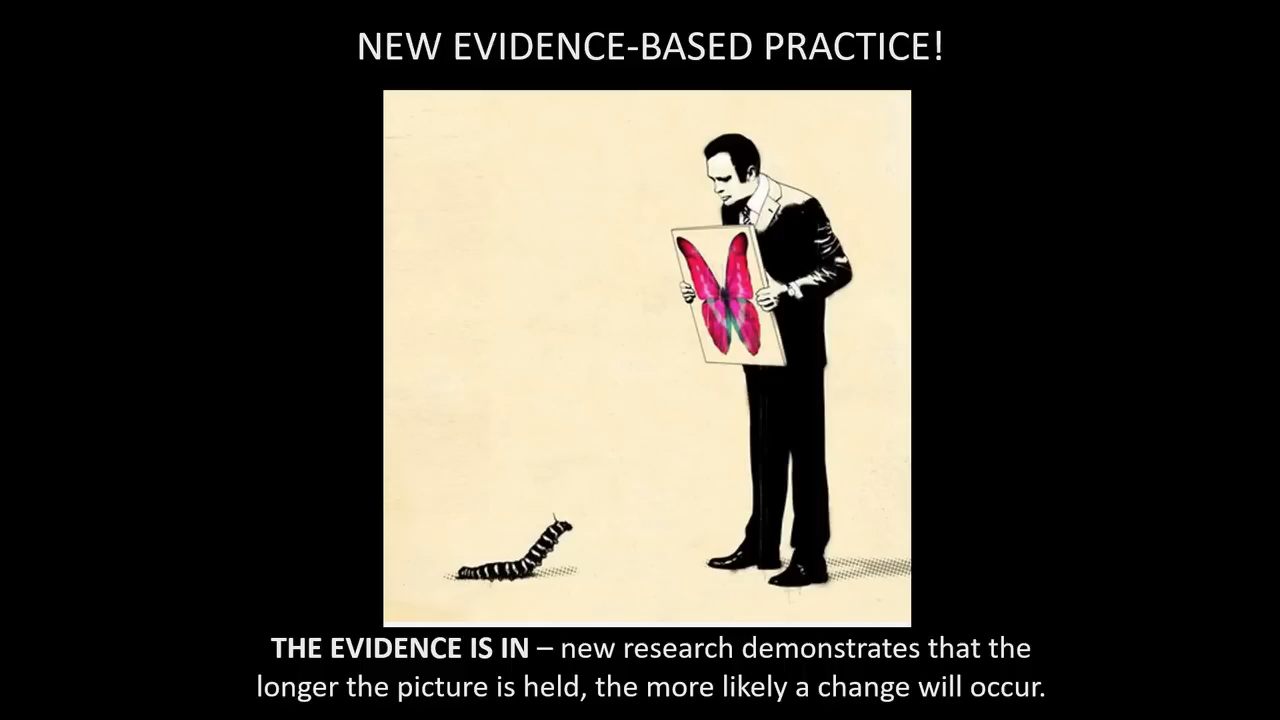 NEW EVIDENCE-BASED PRACTICE!
THE EVIDENCE IS IN – new research demonstrates that the
longer the picture is held, the more likely a change will occur.